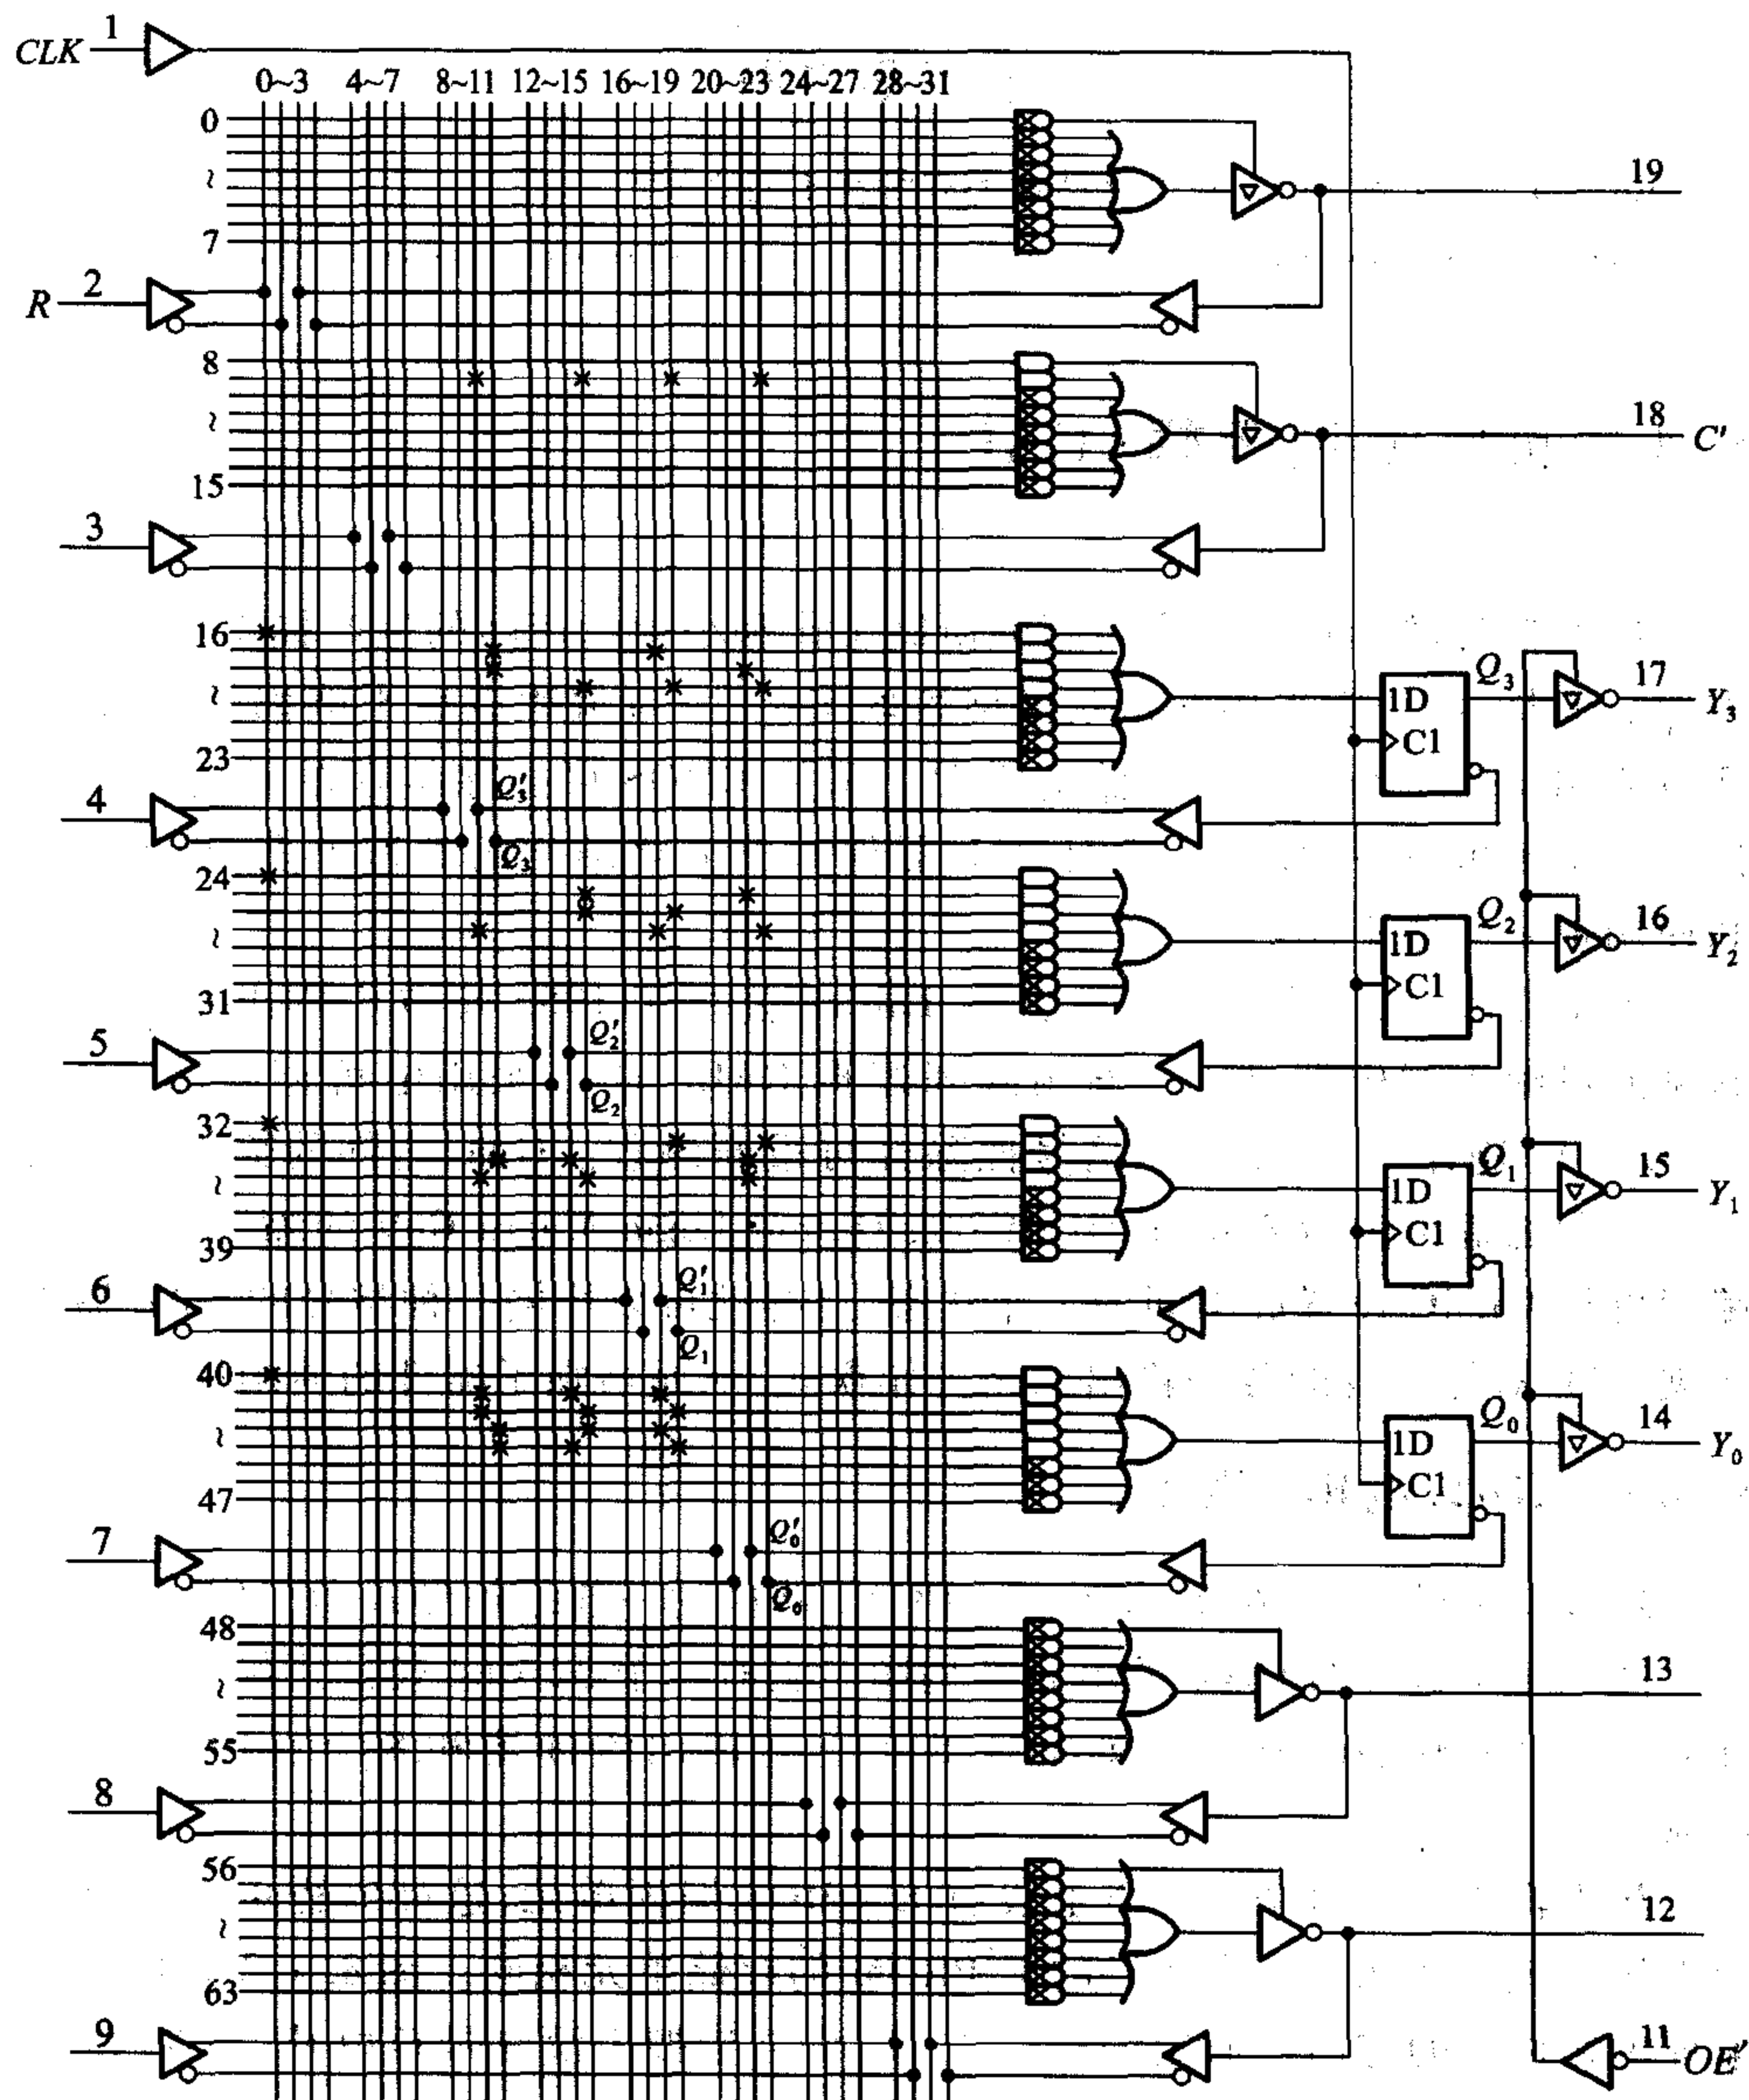 CLK 1
0~3 4~7 8~11 12~15 16~19 20~23 24~27 28~31
0
~
7
19
R 2
8
~
15
18 C'
3
16
~
23
1D
C1
Q₃ 17 Y₃
4
Q₃'
Q₃
24
~
31
1D
C1
Q₂ 16 Y₂
5
Q₂'
Q₂
32
~
39
1D
C1
Q₁ 15 Y₁
6
Q₁'
Q₁
40
~
47
1D
C1
Q₀ 14 Y₀
7
Q₀'
Q₀
48
~
55
13
8
56
~
63
12
9
11 OE'